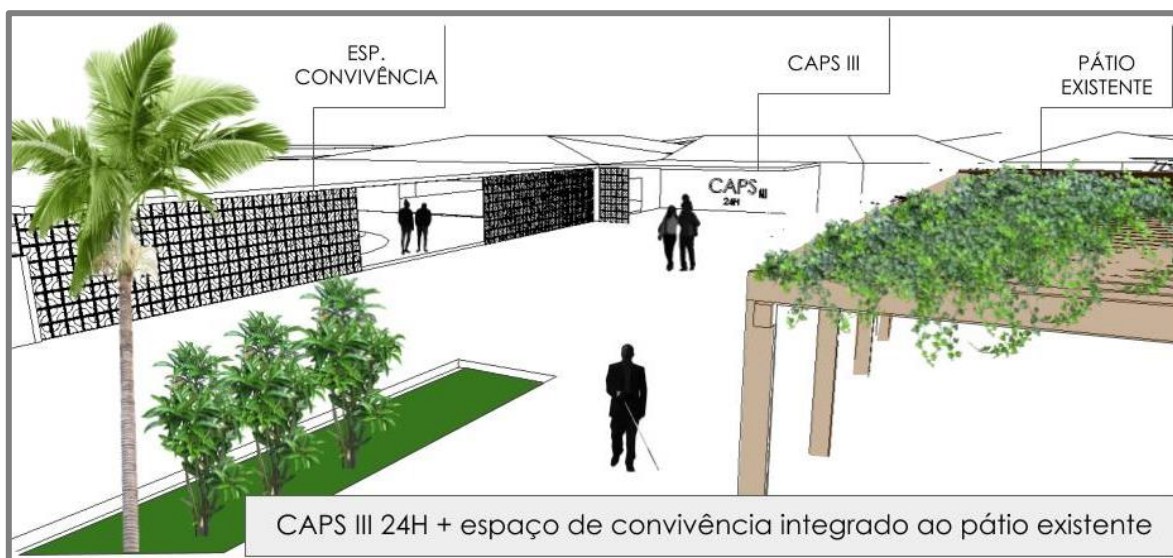 ESP.
CONVIVÊNCIA
CAPS III
PÁTIO
EXISTENTE
CAPS III
24H
CAPS III 24H + espaço de convivência integrado ao pátio existente